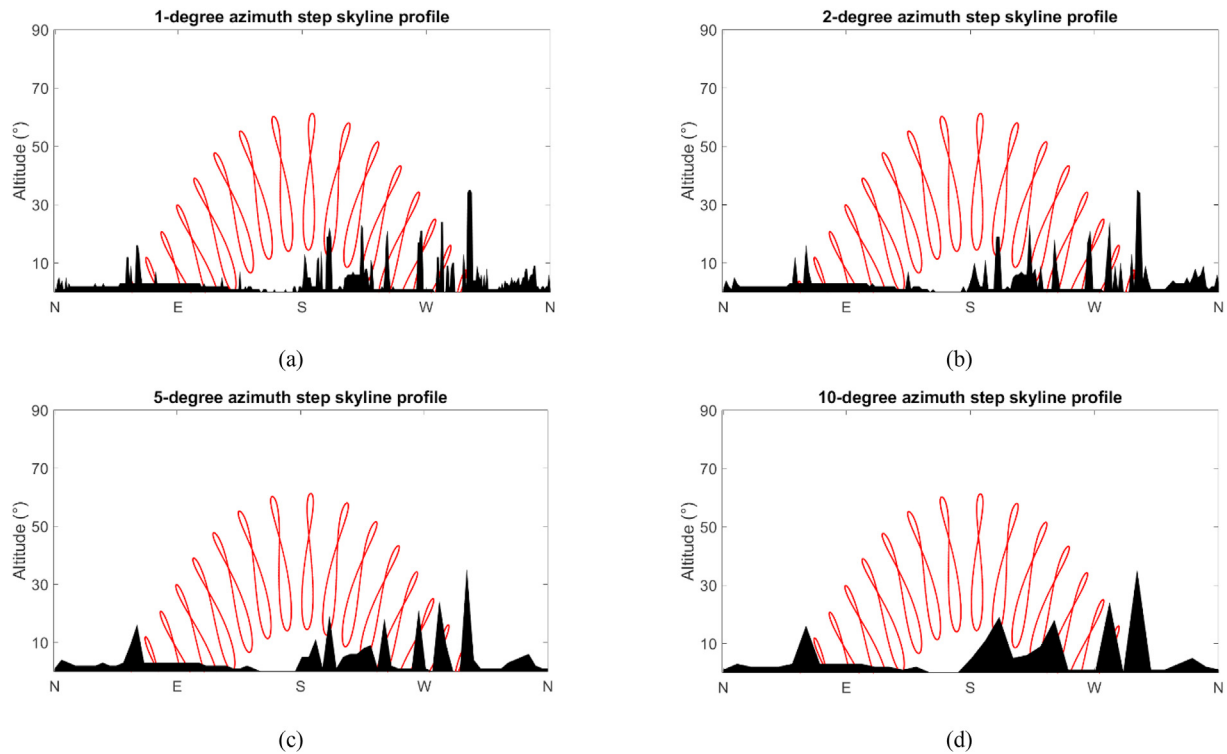 1-degree azimuth step skyline profile
90
70
50
30
10
Altitude (°)
N E S W N
(a)
2-degree azimuth step skyline profile
90
70
50
30
10
Altitude (°)
N E S W N
(b)
5-degree azimuth step skyline profile
90
70
50
30
10
Altitude (°)
N E S W N
(c)
10-degree azimuth step skyline profile
90
70
50
30
10
Altitude (°)
N E S W N
(d)